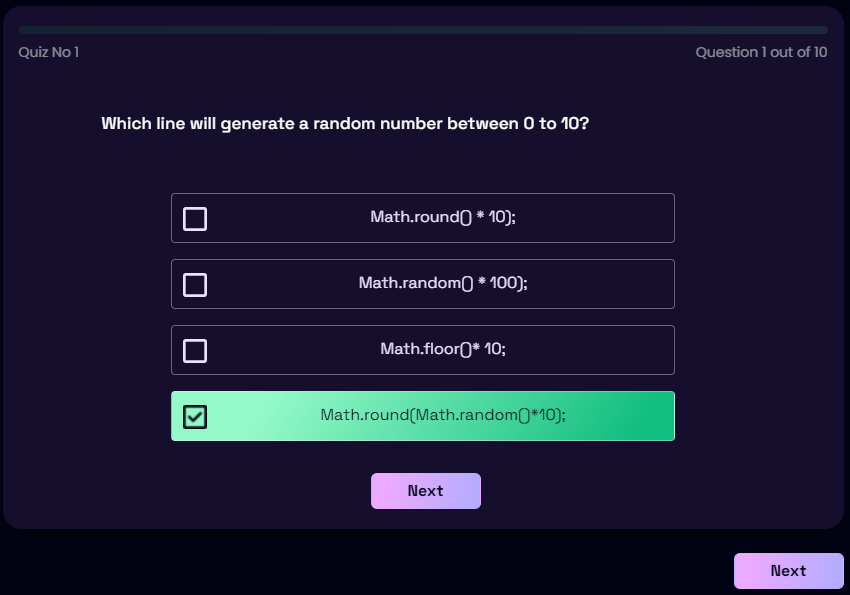 Quiz No 1
Question 1 out of 10
Which line will generate a random number between 0 to 10?
Math.round() * 10);
Math.random() * 100);
Math.floor()* 10;
Math.round(Math.random()*10);
Next
Next